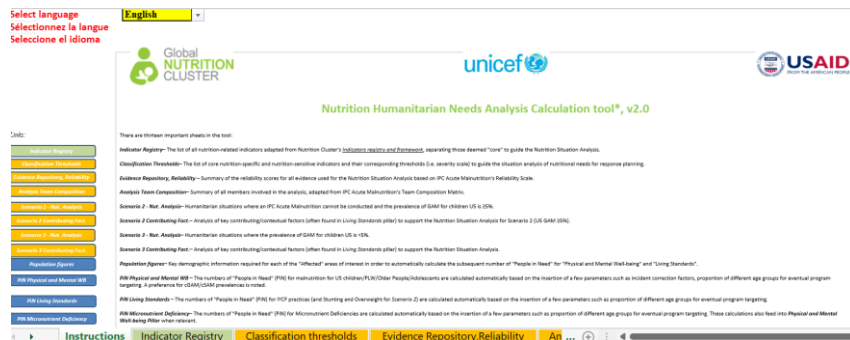 Select language
English
Sélectionnez la langue
Seleccione el idioma
Global
NUTRITION
CLUSTER
unicef
USAID
FROM THE AMERICAN PEOPLE
Nutrition Humanitarian Needs Analysis Calculation tool*, v2.0
Links:
There are thirteen important sheets in the tool:
Indicator Registry
Indicator Registry– The list of all nutrition-related indicators adapted from Nutrition Cluster's Indicators registry and framework, separating those deemed "core" to guide the Nutrition Situation Analysis.
Classification Thresholds
Classification Thresholds– The list of core nutrition-specific and nutrition-sensitive indicators and their corresponding thresholds (i.e. severity scale) to guide the situation analysis of nutritional needs for response planning.
Evidence Repository, Reliability
Evidence Repository, Reliability – Summary of the reliability scores for all evidence used for the Nutrition Situation Analysis based on IPC Acute Malnutrition's Reliability Scale.
Analysis Team Composition
Analysis Team Composition– Summary of all members involved in the analysis, adapted from IPC Acute Malnutrition's Team Composition Matrix.
Scenario 2 - Nut. Analysis
Scenario 2 - Nut. Analysis– Humanitarian situations where an IPC Acute Malnutrition cannot be conducted and the prevalence of GAM for children U5 is ≥5%.
Scenario 2 Contributing Fact.
Scenario 2 Contributing Fact.– Analysis of key contributing/contextual factors (often found in Living Standards pillar) to support the Nutrition Situation Analysis for Scenario 2 (U5 GAM ≥5%).
Scenario 3 - Nut. Analysis
Scenario 3 - Nut. Analysis– Humanitarian situations where the prevalence of GAM for children U5 is <5%.
Scenario 3 Contributing Fact.
Scenario 3 Contributing Fact.– Analysis of key contributing/contextual factors (often found in Living Standards pillar) to support the Nutrition Situation Analysis.
Population figures
Population figures– Key demographic information required for each of the "Affected" areas of interest in order to automatically calculate the subsequent number of "People in Need" for "Physical and Mental Well-being" and "Living Standards".
PiN Physical and Mental WB
PiN Physical and Mental WB – The numbers of "People in Need" (PiN) for malnutrition for U5 children/PLW/Older People/Adolescents are calculated automatically based on the insertion of a few parameters such as incident correction factors, proportion of different age groups for eventual program
targeting. A preference for cGAM/cSAM prevalences is noted.
PiN Living Standards
PiN Living Standards – The numbers of "People in Need" (PiN) for IYCF practices (and Stunting and Overweight for Scenario 2) are calculated automatically based on the insertion of a few parameters such as proportion of different age groups for eventual program targeting.
PiN Micronutrient Deficiency
PiN Micronutrient Deficiency– The numbers of "People in Need" (PiN) for Micronutrient Deficiencies are calculated automatically based on the insertion of a few parameters such as proportion of different age groups for eventual program targeting. These calculations also feed into Physical and Mental
Well-being Pillar when relevant.
Instructions Indicator Registry Classification thresholds Evidence Repository,Reliability An ...